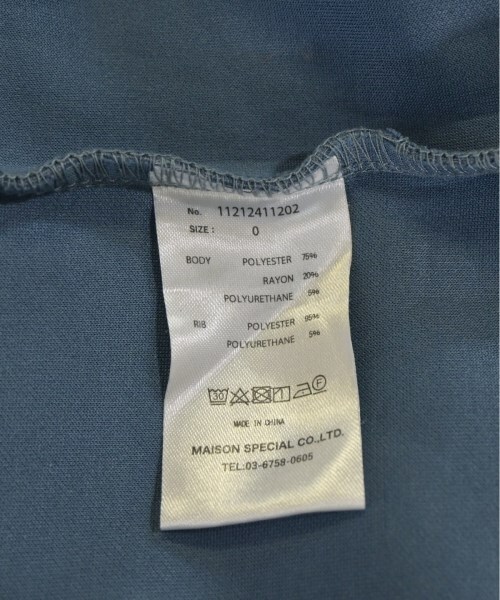 No. 11212411202
SIZE: 0
BODY POLYESTER 75%
RAYON 20%
POLYURETHANE 5%
RIB POLYESTER 95%
POLYURETHANE 5%
30 F
MADE IN CHINA
MAISON SPECIAL CO.,LTD.
TEL:03-6758-0605